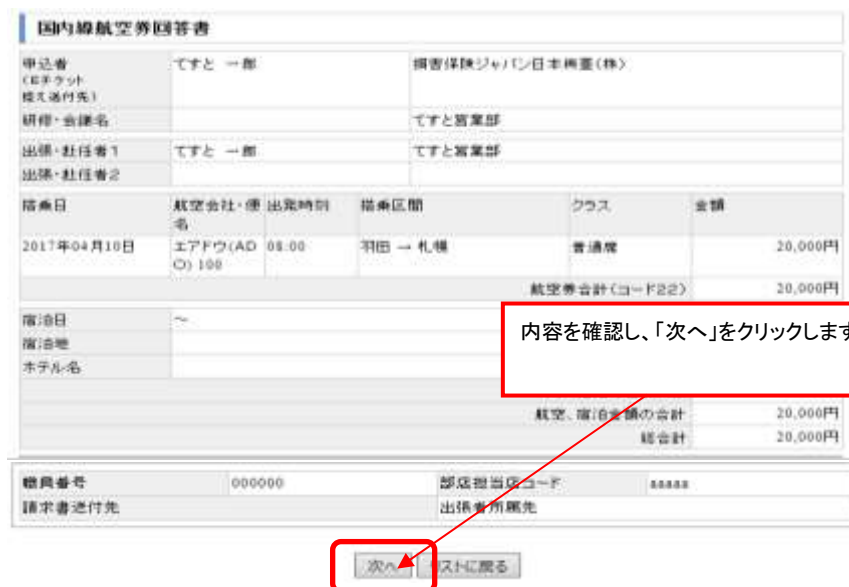 国内線航空券回答書
申込者 てすと 一郎 損害保険ジャパン日本興亜(株)
(Eチケット
控え送付先)
研修・会議名 てすと営業部
出張・赴任者1 てすと 一郎 てすと営業部
出張・赴任者2
搭乗日 航空会社・便名 出発時刻 搭乗区間 クラス 金額
2017年04月10日 エアドウ(ADO) 100 08:00 羽田 → 札幌 普通席 20,000円
航空券合計(コード22) 20,000円
宿泊日 ～
宿泊地
ホテル名
内容を確認し、「次へ」をクリックします
航空、宿泊金額の合計 20,000円
総合計 20,000円
職員番号 000000 部店担当店コード aaaaa
請求書送付先 出張者所属先
次へ リストに戻る